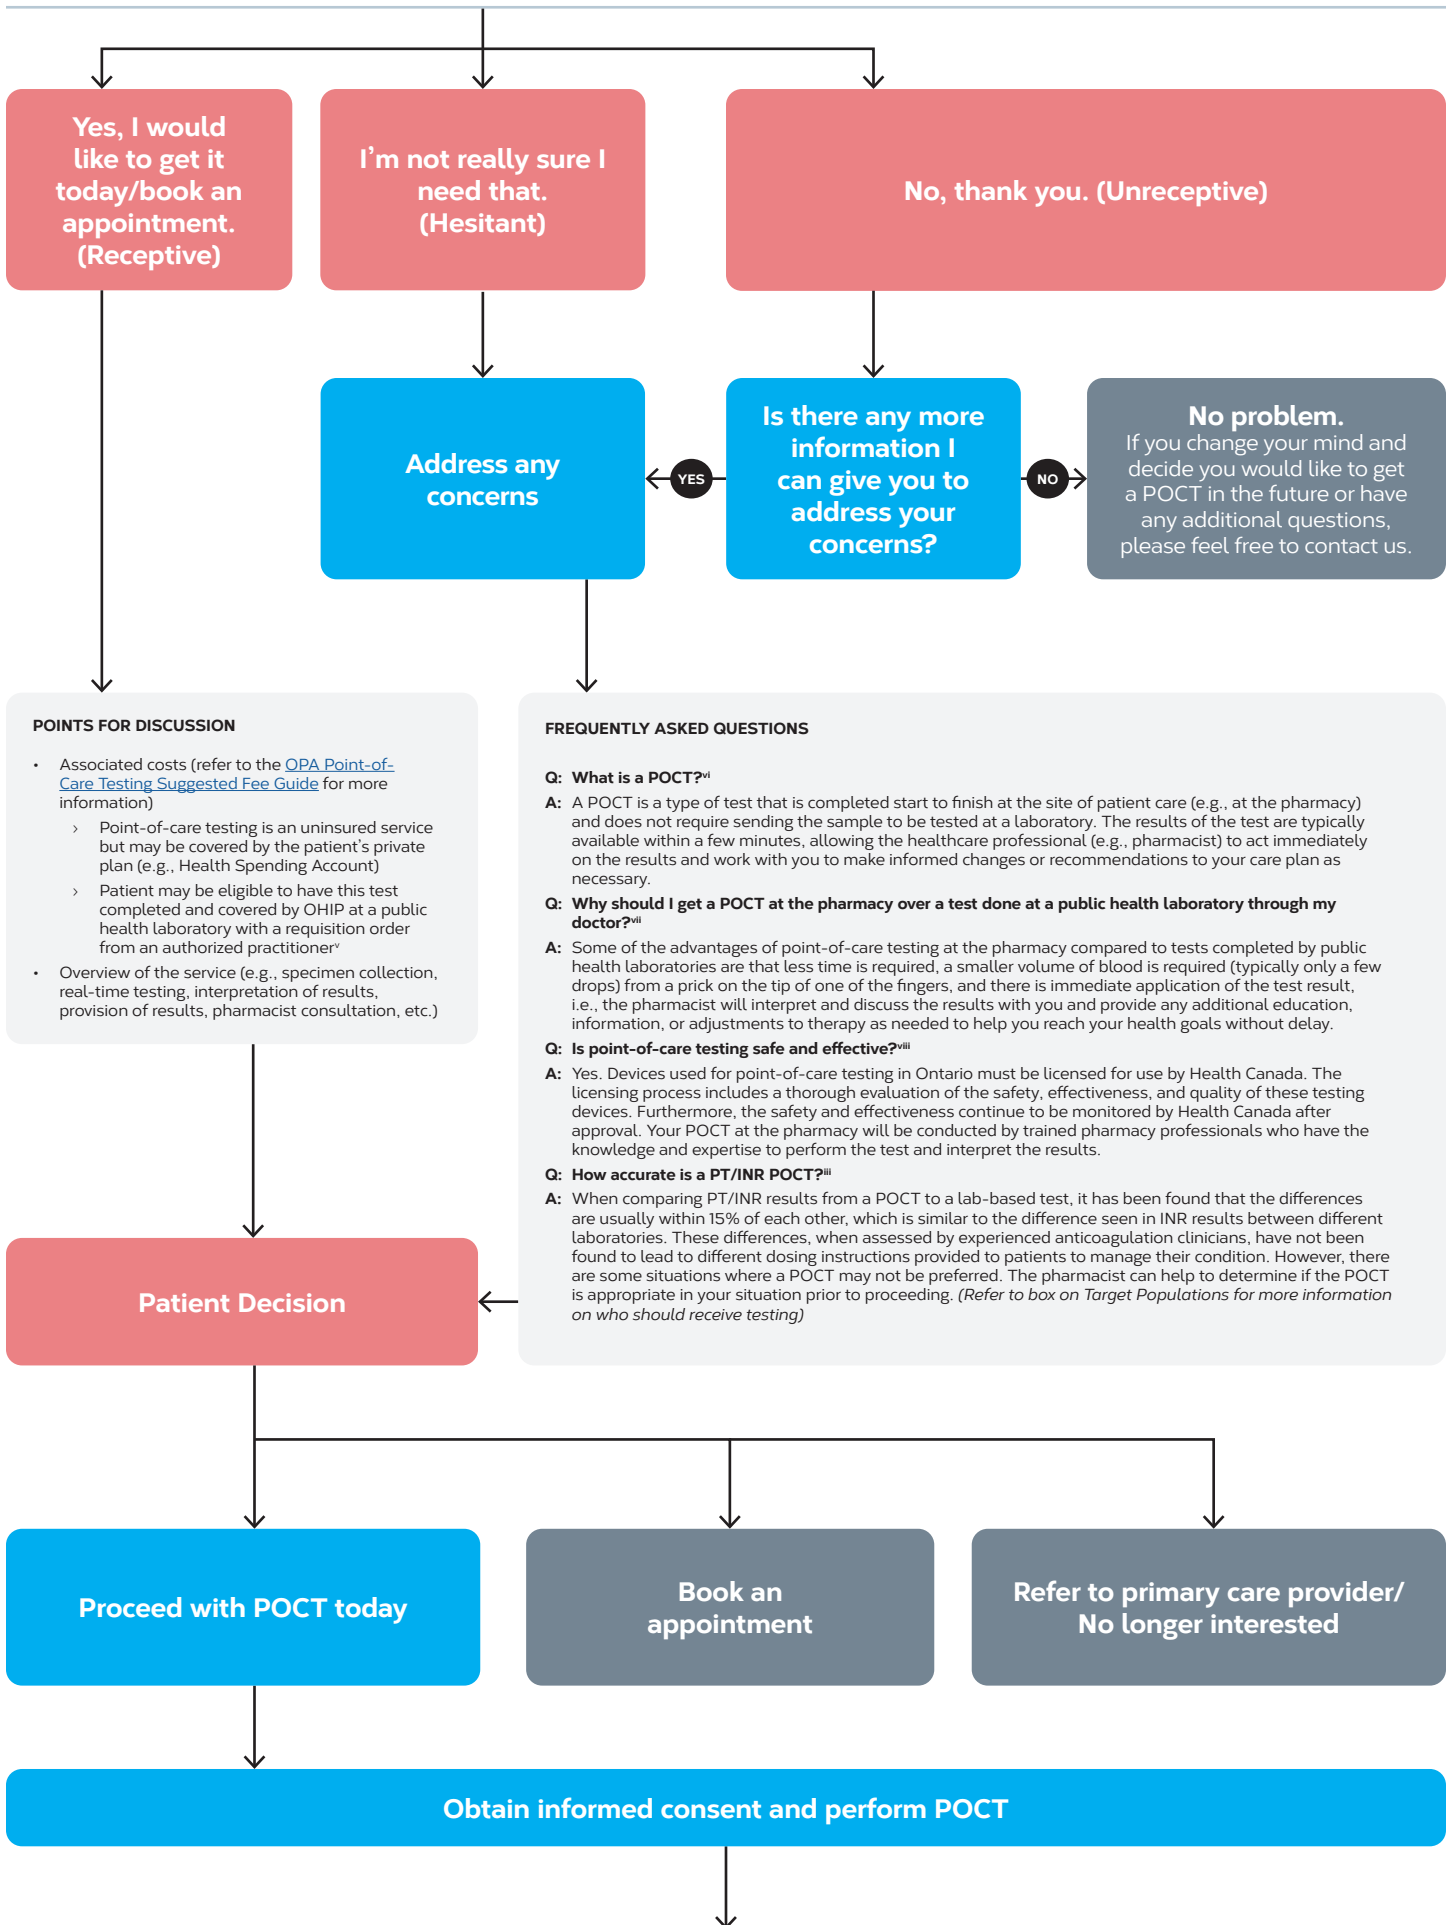 Yes, I would
like to get it
today/book an
appointment.
(Receptive)
I'm not really sure I
need that.
(Hesitant)
No, thank you. (Unreceptive)
Address any
concerns
YES
Is there any more
information I
can give you to
address your
concerns?
NO
No problem.
If you change your mind and
decide you would like to get
a POCT in the future or have
any additional questions,
please feel free to contact us.
POINTS FOR DISCUSSION
• Associated costs (refer to the OPA Point-of-
Care Testing Suggested Fee Guide for more
information)
› Point-of-care testing is an uninsured service
but may be covered by the patient's private
plan (e.g., Health Spending Account)
› Patient may be eligible to have this test
completed and covered by OHIP at a public
health laboratory with a requisition order
from an authorized practitionerᵛ
• Overview of the service (e.g., specimen collection,
real-time testing, interpretation of results,
provision of results, pharmacist consultation, etc.)
FREQUENTLY ASKED QUESTIONS
Q: What is a POCT?ᵛⁱ
A: A POCT is a type of test that is completed start to finish at the site of patient care (e.g., at the pharmacy)
and does not require sending the sample to be tested at a laboratory. The results of the test are typically
available within a few minutes, allowing the healthcare professional (e.g., pharmacist) to act immediately
on the results and work with you to make informed changes or recommendations to your care plan as
necessary.
Q: Why should I get a POCT at the pharmacy over a test done at a public health laboratory through my
doctor?ᵛⁱⁱ
A: Some of the advantages of point-of-care testing at the pharmacy compared to tests completed by public
health laboratories are that less time is required, a smaller volume of blood is required (typically only a few
drops) from a prick on the tip of one of the fingers, and there is immediate application of the test result,
i.e., the pharmacist will interpret and discuss the results with you and provide any additional education,
information, or adjustments to therapy as needed to help you reach your health goals without delay.
Q: Is point-of-care testing safe and effective?ᵛⁱⁱⁱ
A: Yes. Devices used for point-of-care testing in Ontario must be licensed for use by Health Canada. The
licensing process includes a thorough evaluation of the safety, effectiveness, and quality of these testing
devices. Furthermore, the safety and effectiveness continue to be monitored by Health Canada after
approval. Your POCT at the pharmacy will be conducted by trained pharmacy professionals who have the
knowledge and expertise to perform the test and interpret the results.
Q: How accurate is a PT/INR POCT?ⁱⁱⁱ
A: When comparing PT/INR results from a POCT to a lab-based test, it has been found that the differences
are usually within 15% of each other, which is similar to the difference seen in INR results between different
laboratories. These differences, when assessed by experienced anticoagulation clinicians, have not been
found to lead to different dosing instructions provided to patients to manage their condition. However, there
are some situations where a POCT may not be preferred. The pharmacist can help to determine if the POCT
is appropriate in your situation prior to proceeding. (Refer to box on Target Populations for more information
on who should receive testing)
Patient Decision
Proceed with POCT today
Book an
appointment
Refer to primary care provider/
No longer interested
Obtain informed consent and perform POCT